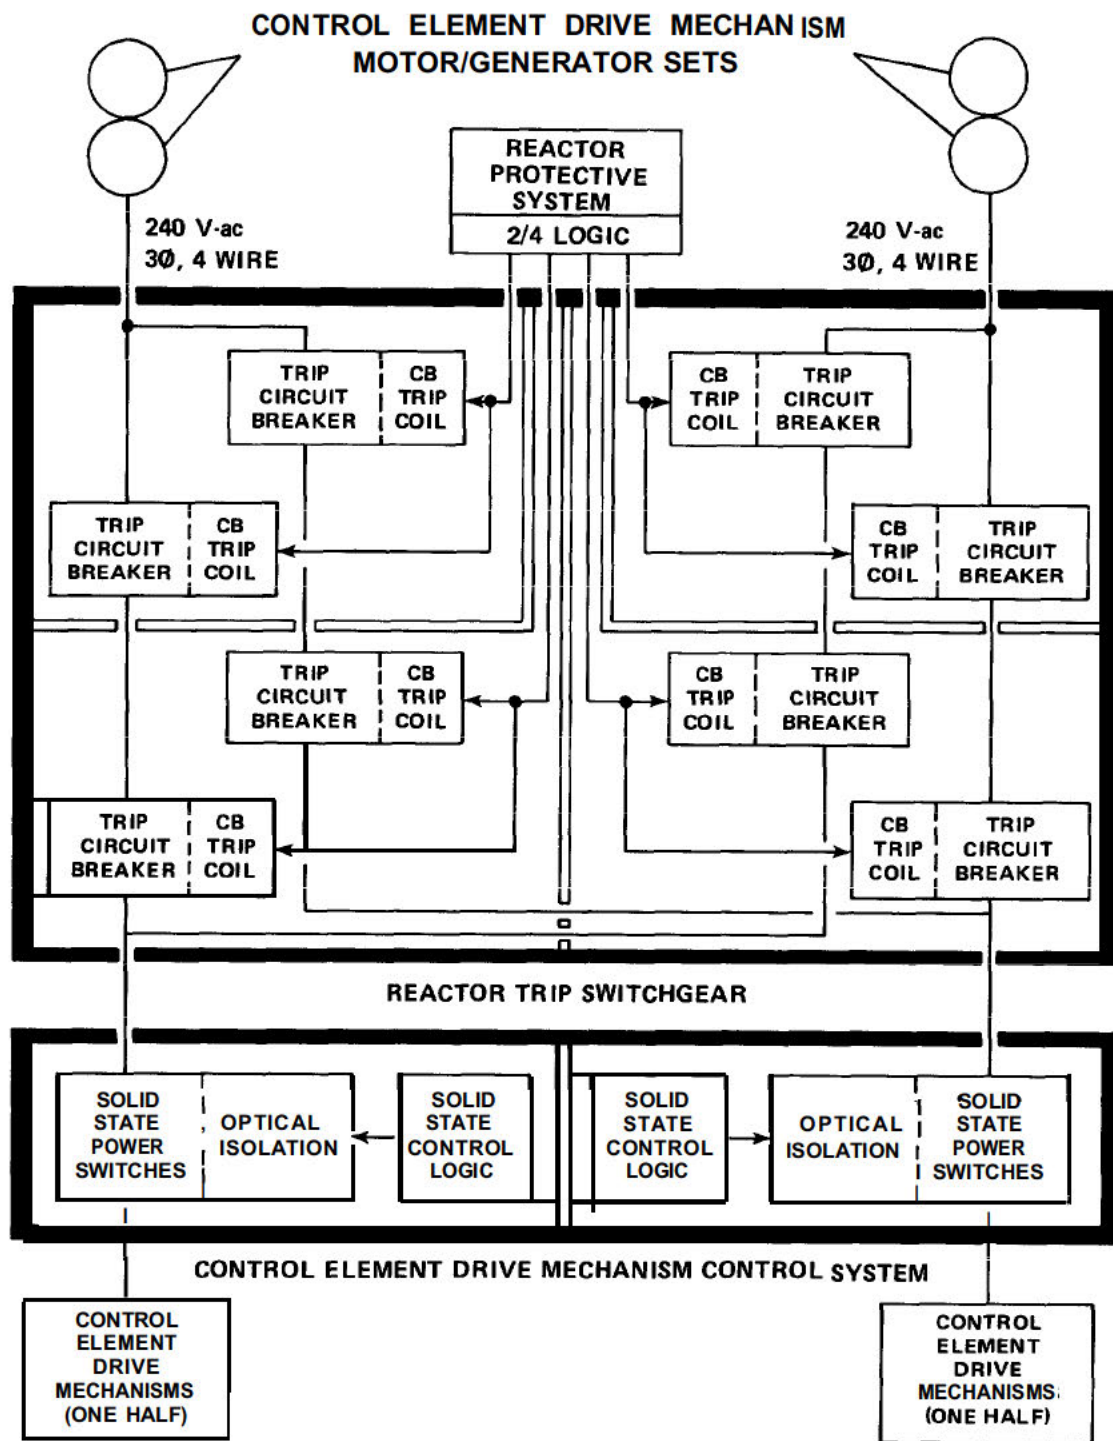 CONTROL ELEMENT DRIVE MECHANISM
MOTOR/GENERATOR SETS
REACTOR
PROTECTIVE
SYSTEM
2/4 LOGIC
240 V-ac
3Ø, 4 WIRE
240 V-ac
3Ø, 4 WIRE
TRIP
CIRCUIT
BREAKER
CB
TRIP
COIL
CB
TRIP
COIL
TRIP
CIRCUIT
BREAKER
TRIP
CIRCUIT
BREAKER
CB
TRIP
COIL
CB
TRIP
COIL
TRIP
CIRCUIT
BREAKER
TRIP
CIRCUIT
BREAKER
CB
TRIP
COIL
CB
TRIP
COIL
TRIP
CIRCUIT
BREAKER
TRIP
CIRCUIT
BREAKER
CB
TRIP
COIL
CB
TRIP
COIL
TRIP
CIRCUIT
BREAKER
REACTOR TRIP SWITCHGEAR
SOLID
STATE
POWER
SWITCHES
OPTICAL
ISOLATION
SOLID
STATE
CONTROL
LOGIC
SOLID
STATE
CONTROL
LOGIC
OPTICAL
ISOLATION
SOLID
STATE
POWER
SWITCHES
CONTROL ELEMENT DRIVE MECHANISM CONTROL SYSTEM
CONTROL
ELEMENT
DRIVE
MECHANISMS
(ONE HALF)
CONTROL
ELEMENT
DRIVE
MECHANISMS
(ONE HALF)